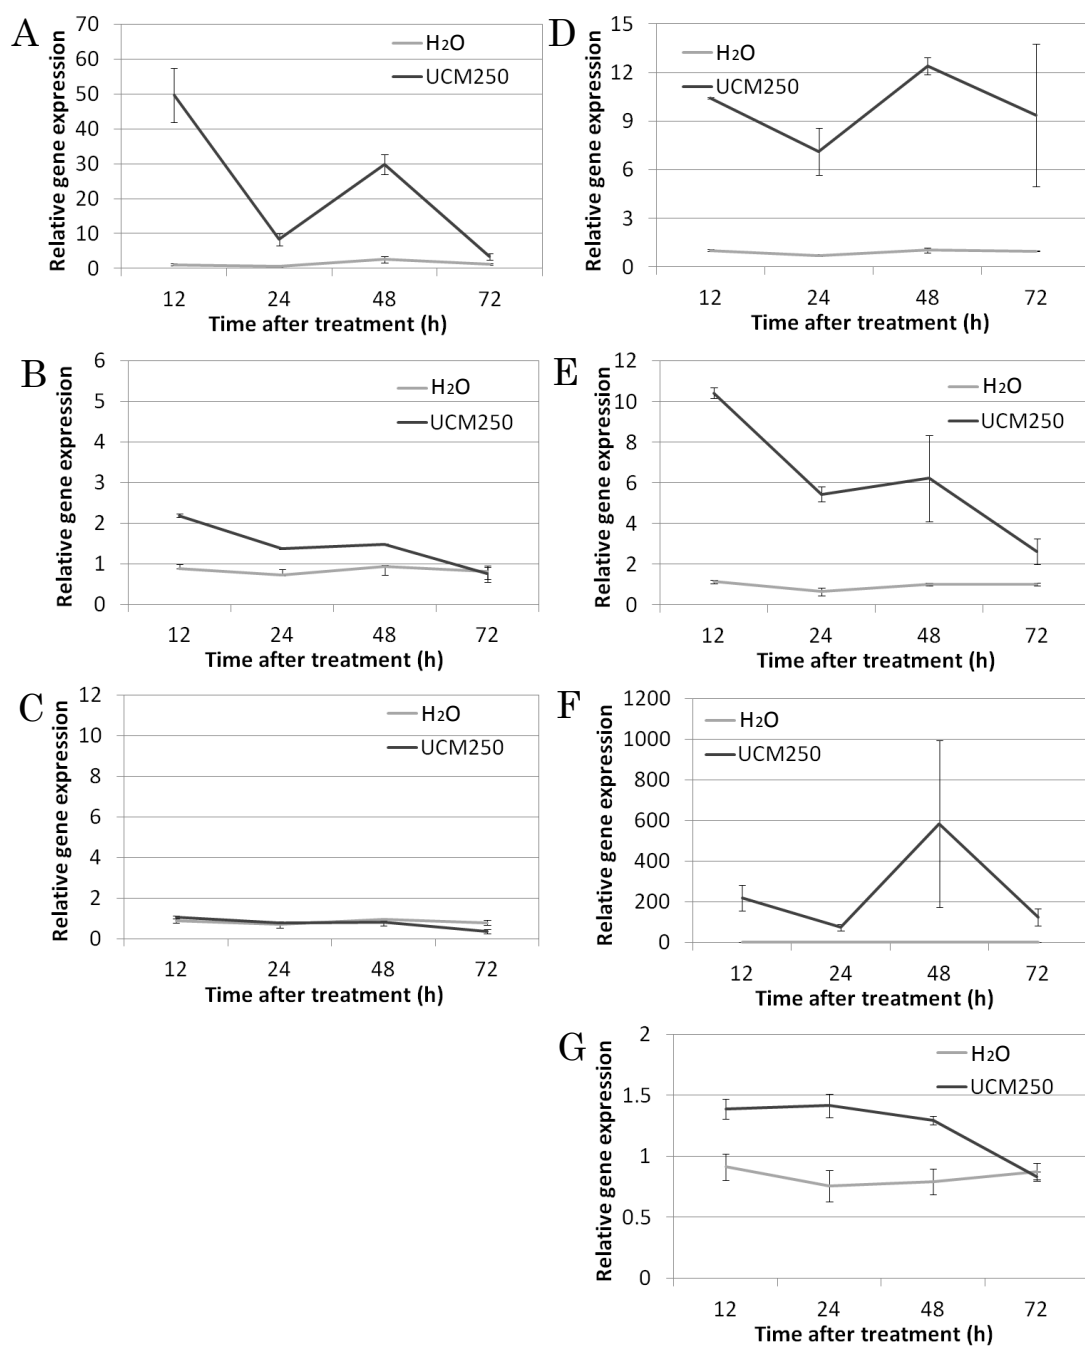 A
Relative gene expression
70
60
50
40
30
20
10
0
H₂O
UCM250
12 24 48 72
Time after treatment (h)
D
Relative gene expression
15
12
9
6
3
0
H₂O
UCM250
12 24 48 72
Time after treatment (h)
B
Relative gene expression
6
5
4
3
2
1
0
H₂O
UCM250
12 24 48 72
Time after treatment (h)
E
Relative gene expression
12
10
8
6
4
2
0
H₂O
UCM250
12 24 48 72
Time after treatment (h)
C
Relative gene expression
12
10
8
6
4
2
0
H₂O
UCM250
12 24 48 72
Time after treatment (h)
F
Relative gene expression
1200
1000
800
600
400
200
0
H₂O
UCM250
12 24 48 72
Time after treatment (h)
G
Relative gene expression
2
1.5
1
0.5
0
H₂O
UCM250
12 24 48 72
Time after treatment (h)